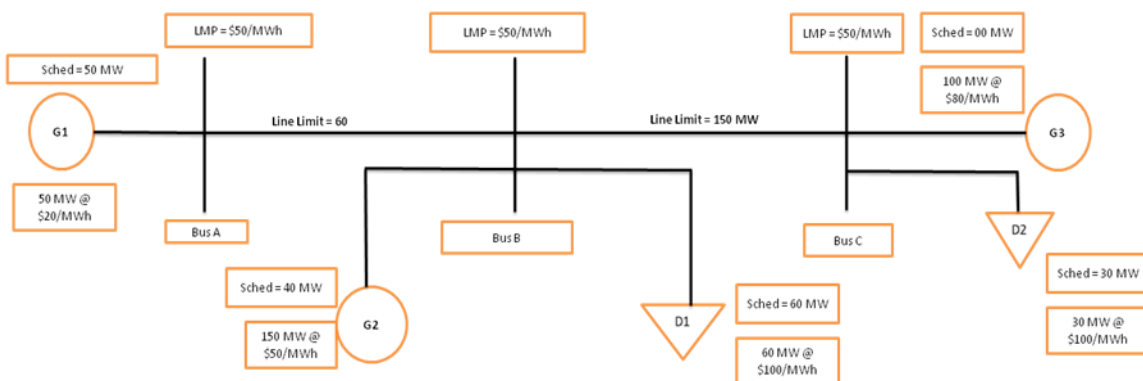 LMP = $50/MWh
LMP = $50/MWh
LMP = $50/MWh
Sched = 00 MW
Sched = 50 MW
100 MW @
$80/MWh
G1
Line Limit = 60
Line Limit = 150 MW
G3
50 MW @
$20/MWh
Bus A
Bus B
Bus C
D2
Sched = 40 MW
G2
150 MW @
$50/MWh
D1
Sched = 60 MW
60 MW @
$100/MWh
Sched = 30 MW
30 MW @
$100/MWh